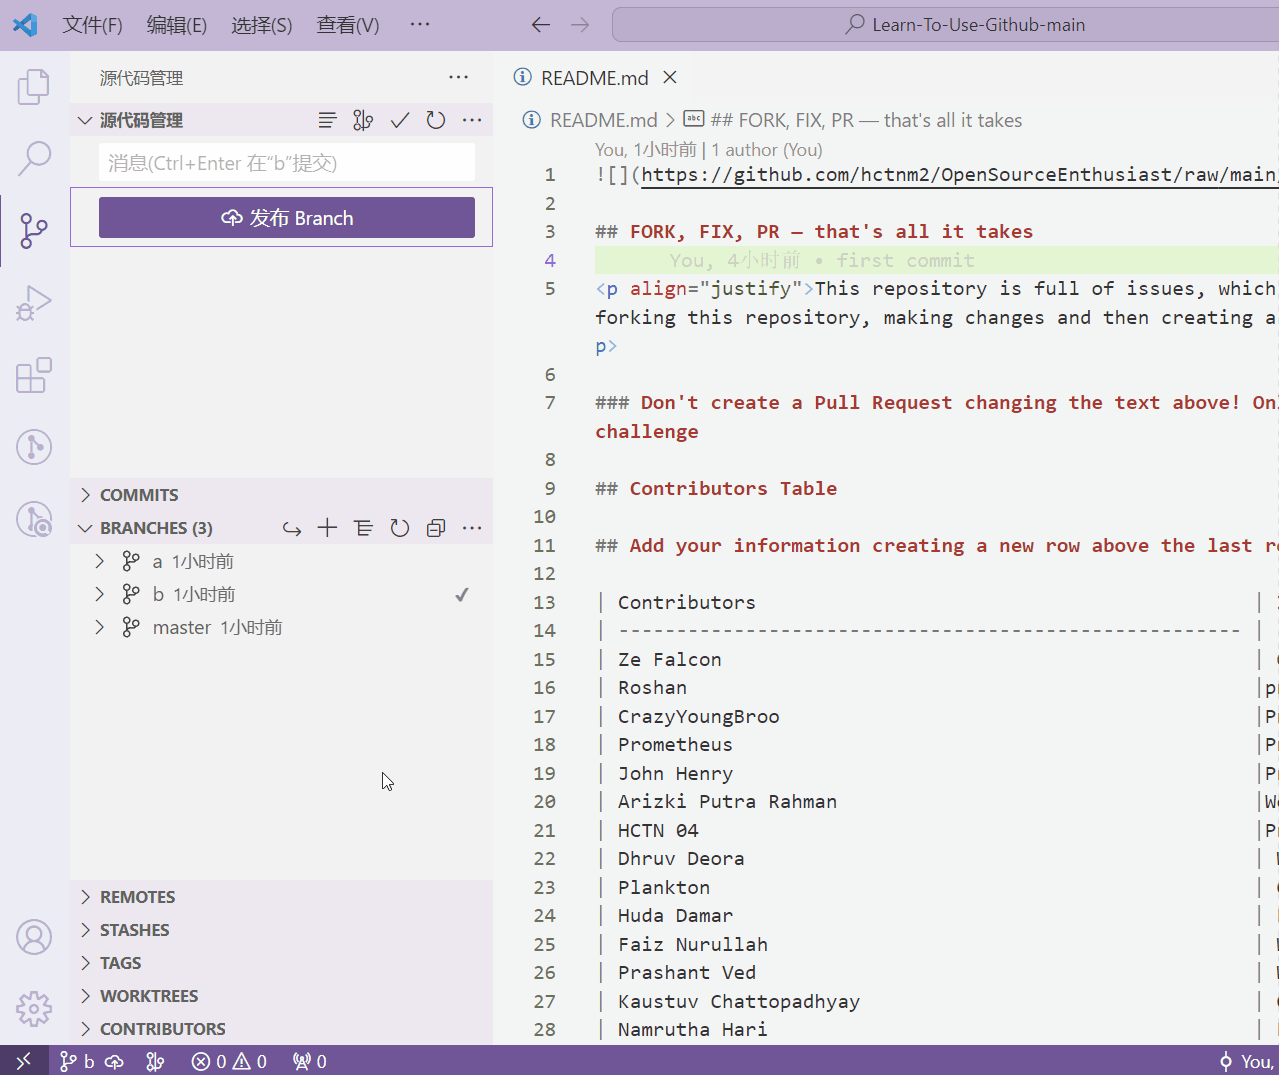 文件(F) 编辑(E) 选择(S) 查看(V) ··· Learn-To-Use-Github-main
源代码管理
源代码管理
消息(Ctrl+Enter 在“b”提交)
发布 Branch
COMMITS
BRANCHES (3)
a 1小时前
b 1小时前
master 1小时前
REMOTES
STASHES
TAGS
WORKTREES
CONTRIBUTORS
README.md
README.md > ## FORK, FIX, PR — that's all it takes
You, 1小时前 | 1 author (You)
1 ![](https://github.com/hctnm2/OpenSourceEnthusiast/raw/main/
2
3 ## FORK, FIX, PR — that's all it takes
4 You, 4小时前 • first commit
5 <p align="justify">This repository is full of issues, which
forking this repository, making changes and then creating a
p>
6
7 ### Don't create a Pull Request changing the text above! Onl
challenge
8
9 ## Contributors Table
10
11 ## Add your information creating a new row above the last ro
12
13 | Contributors |
14 | ------------------------------------------------------ |
15 | Ze Falcon |
16 | Roshan |p
17 | CrazyYoungBroo |P
18 | Prometheus |
19 | John Henry |P
20 | Arizki Putra Rahman |W
21 | HCTN 04 |P
22 | Dhruv Deora |
23 | Plankton |
24 | Huda Damar |
25 | Faiz Nurullah |
26 | Prashant Ved |
27 | Kaustuv Chattopadhyay |
28 | Namrutha Hari |
b 0 0 0 You,